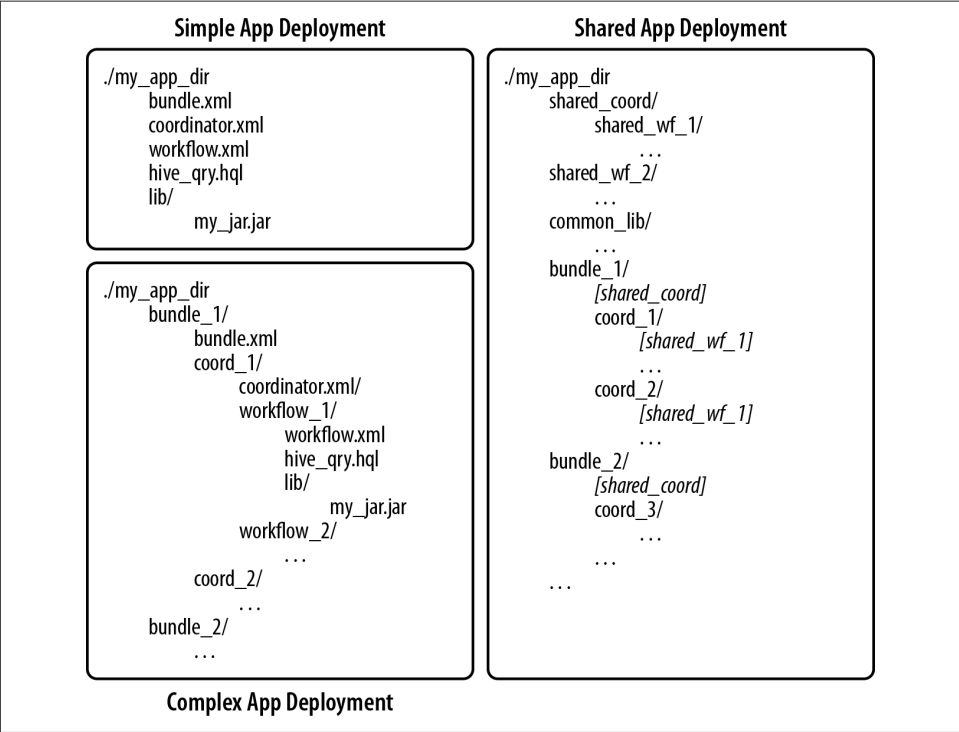 Simple App Deployment
./my_app_dir
bundle.xml
coordinator.xml
workflow.xml
hive_qry.hql
lib/
my_jar.jar
./my_app_dir
bundle_1/
bundle.xml
coord_1/
coordinator.xml/
workflow_1/
workflow.xml
hive_qry.hql
lib/
my_jar.jar
workflow_2/
. . .
coord_2/
. . .
bundle_2/
. . .
Complex App Deployment
Shared App Deployment
./my_app_dir
shared_coord/
shared_wf_1/
. . .
shared_wf_2/
. . .
common_lib/
. . .
bundle_1/
[shared_coord]
coord_1/
[shared_wf_1]
. . .
coord_2/
[shared_wf_1]
. . .
bundle_2/
[shared_coord]
coord_3/
. . .
. . .
. . .